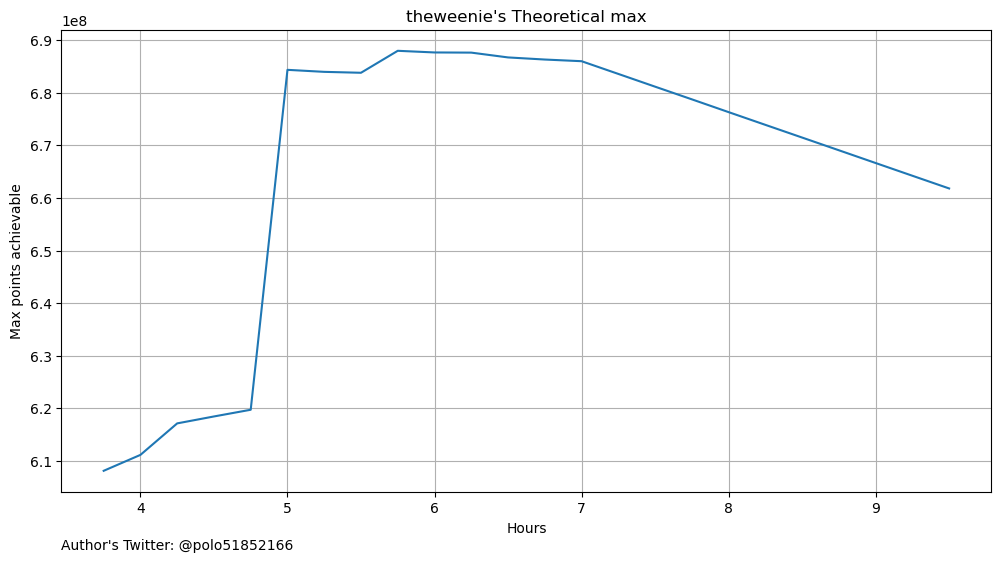 theweenie's Theoretical max
1e8
6.9
6.8
6.7
6.6
6.5
6.4
6.3
6.2
6.1
Max points achievable
4 5 6 7 8 9
Hours
Author's Twitter: @polo51852166